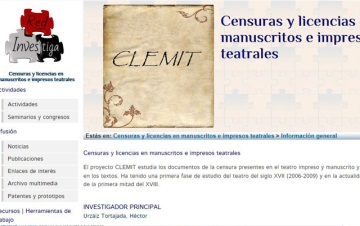 Red
Investiga
Censuras y licencias en
manuscritos e impresos teatrales
actividades
Actividades
Seminarios y congresos
fusión
Noticias
Publicaciones
Enlaces de interés
Archivo multimedia
Patentes y prototipos
ecursos | Herramientas de
abajo
CLEMIT
Censuras y licencias
manuscritos e impres
teatrales
Estás en: Censuras y licencias en manuscritos e impresos teatrales > Información general
Censuras y licencias en manuscritos e impresos teatrales
El proyecto CLEMIT estudia los documentos de la censura presentes en el teatro impreso y manuscrito y
en los textos. Ha tenido una primera fase de estudio del teatro del siglo XVII (2006-2009) y en la actualid
de la primera mitad del XVIII.
INVESTIGADOR PRINCIPAL
Urzáiz Tortajada, Héctor